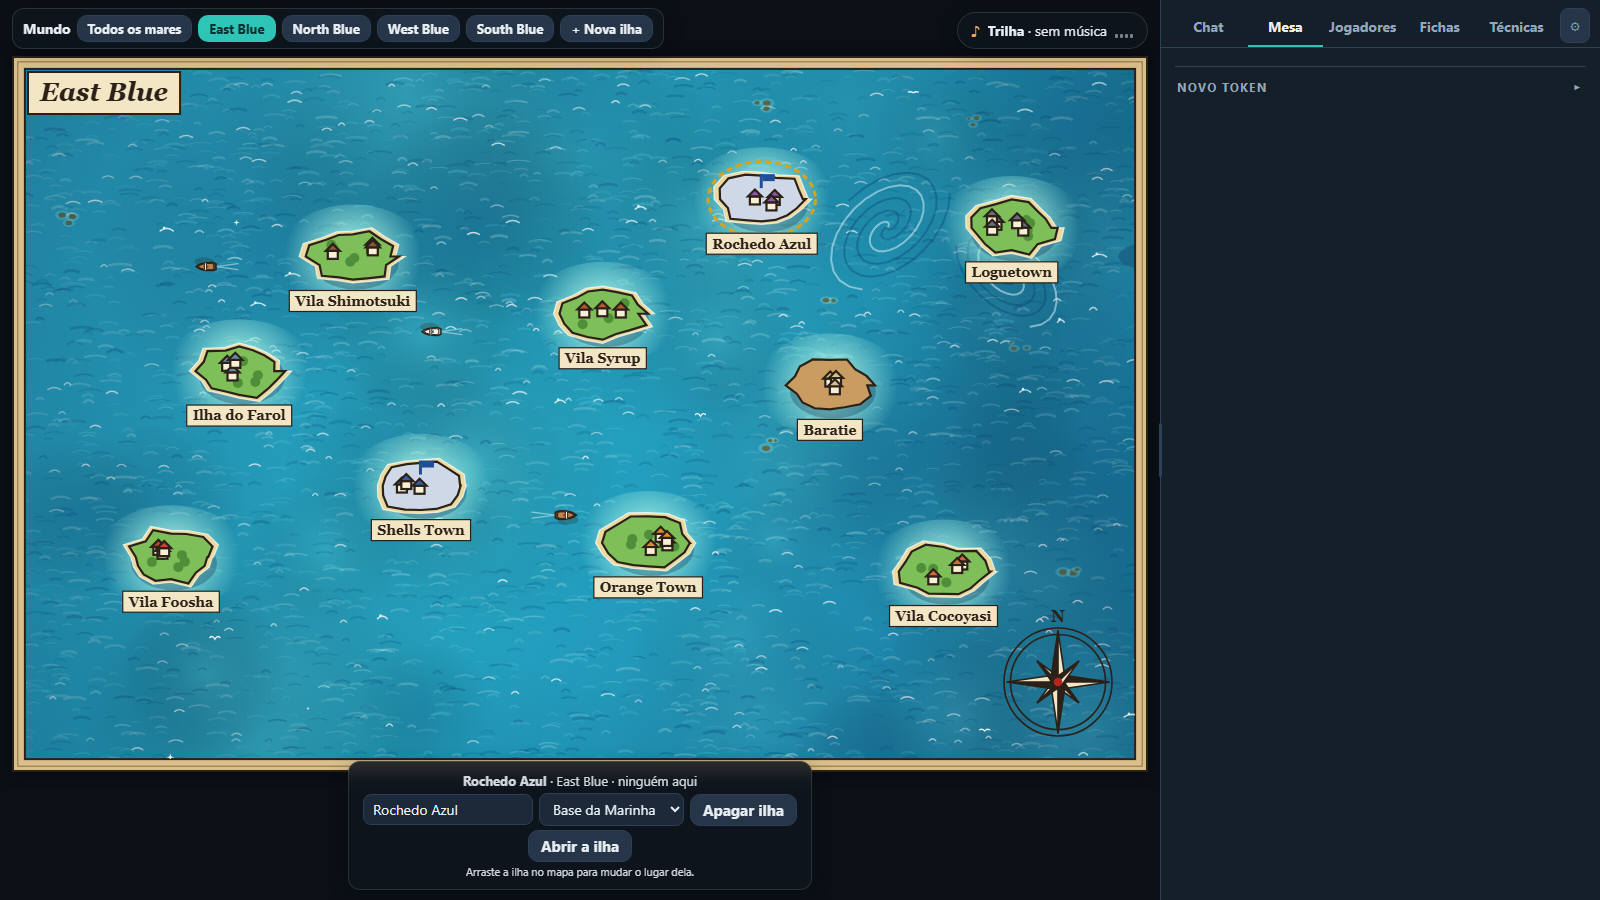 Mundo
Todos os mares
East Blue
North Blue
West Blue
South Blue
+ Nova ilha
♪ Trilha · sem música
Chat
Mesa
Jogadores
Fichas
Técnicas
NOVO TOKEN
East Blue
Rochedo Azul
Loguetown
Vila Shimotsuki
Vila Syrup
Ilha do Farol
Baratie
Shells Town
Orange Town
Vila Foosha
Vila Cocoyasi
N
Rochedo Azul · East Blue · ninguém aqui
Rochedo Azul
Base da Marinha
Apagar ilha
Abrir a ilha
Arraste a ilha no mapa para mudar o lugar dela.